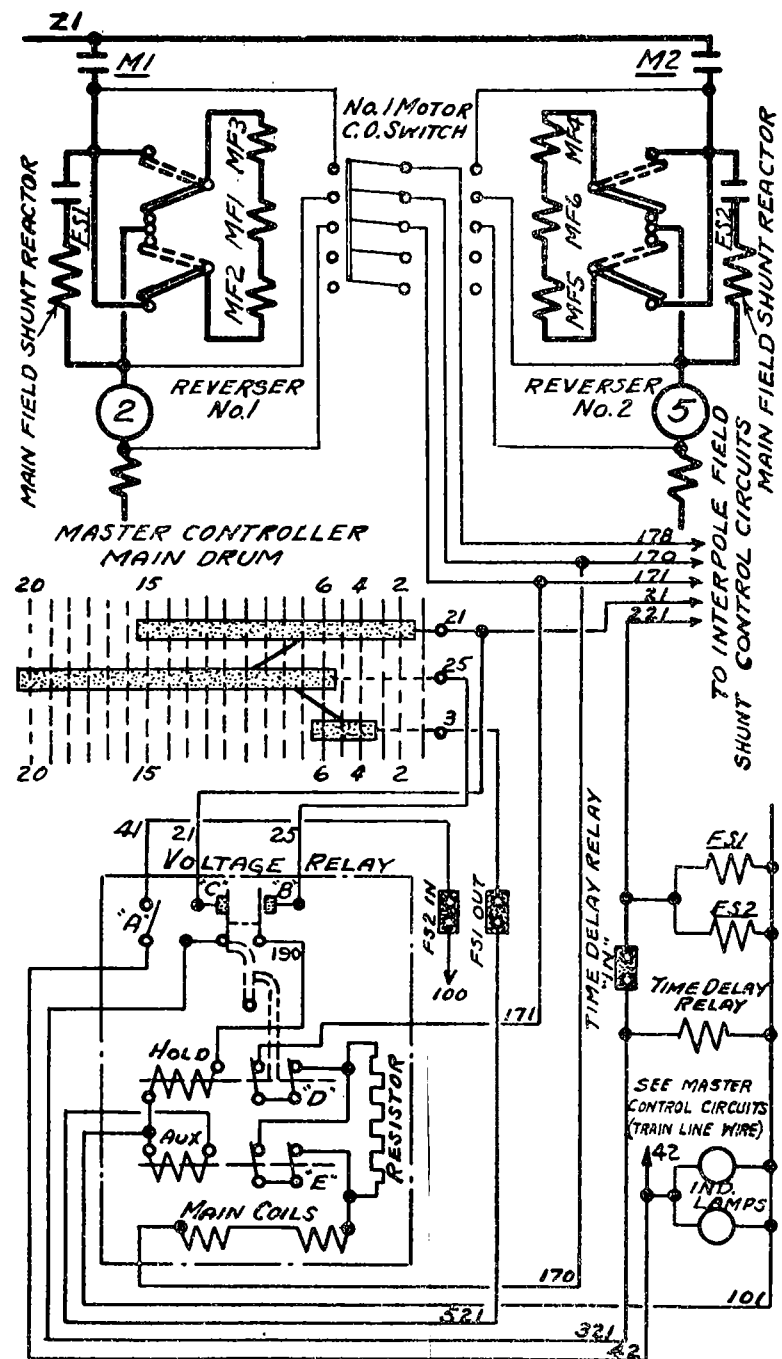 Z1
M1
M2
No. 1 MOTOR
C.O. SWITCH
MAIN FIELD SHUNT REACTOR
FS1
MF3
MF1
MF2
MF4
MF6
MF5
FS2
MAIN FIELD SHUNT REACTOR
REVERSER
No. 1
REVERSER
No. 2
2
5
MASTER CONTROLLER
MAIN DRUM
20 15 6 4 2
21
25
3
20 15 6 4 2
178
170
171
21
221
TO INTERPOLE FIELD
SHUNT CONTROL CIRCUITS
41 21 25
VOLTAGE RELAY
"A"
"C"
"B"
190
FS2 IN
100
FS1 OUT
171
TIME DELAY RELAY
"IN"
FS1
FS2
TIME DELAY
RELAY
HOLD
"D"
AUX
"E"
RESISTOR
MAIN COILS
SEE MASTER
CONTROL CIRCUITS
(TRAIN LINE WIRE)
42
IND.
LAMPS
170
101
521
321
42